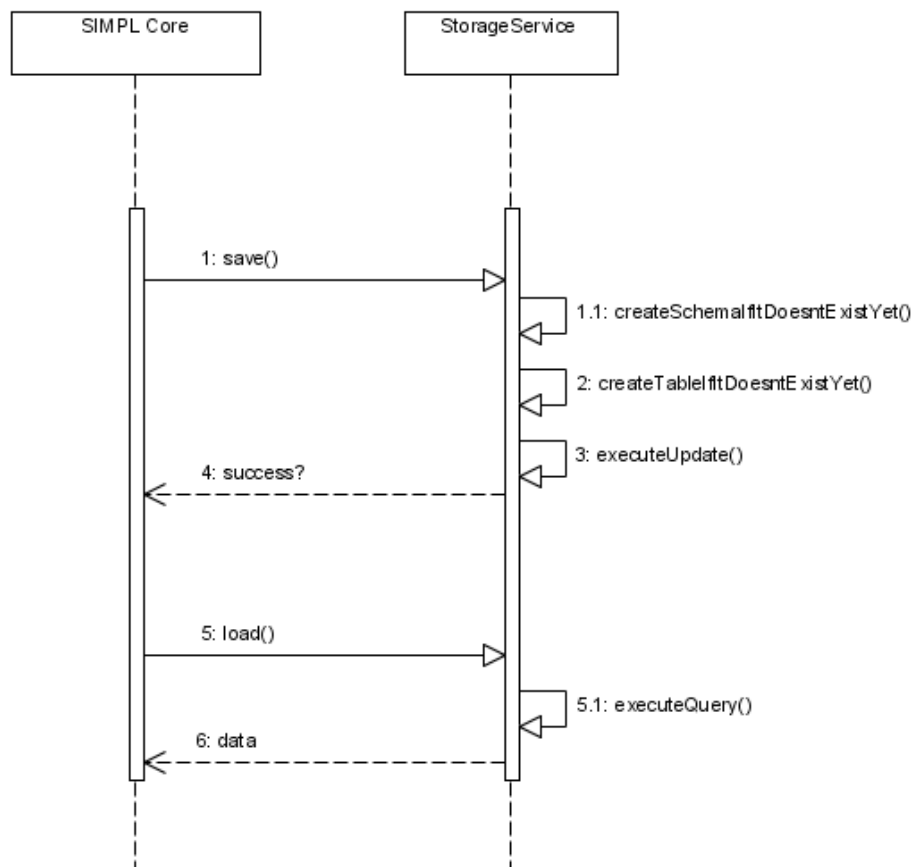 SIMPL Core
StorageService
1: save()
1.1: createSchemaIfItDoesntExistYet()
2: createTableIfItDoesntExistYet()
3: executeUpdate()
4: success?
5: load()
5.1: executeQuery()
6: data